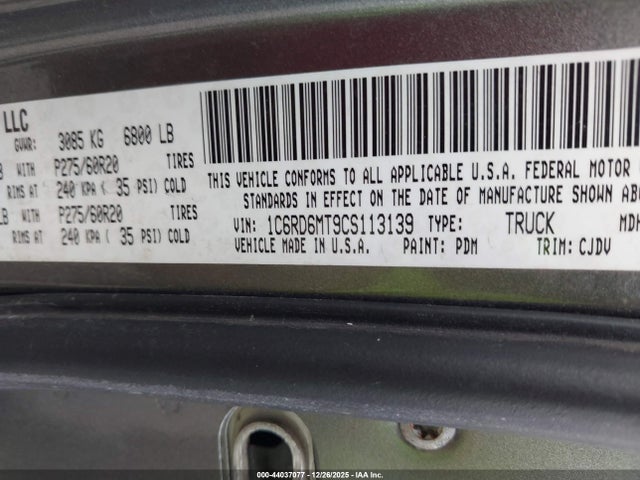 LLC
GVWR: 3085 KG 6800 LB
WITH P275/60R20 TIRES
RIMS AT 240 KPA ( 35 PSI) COLD
LB WITH P275/60R20 TIRES
RIMS AT 240 KPA ( 35 PSI) COLD
THIS VEHICLE CONFORMS TO ALL APPLICABLE U.S.A. FEDERAL MOTOR
STANDARDS IN EFFECT ON THE DATE OF MANUFACTURE SHOWN ABO
VIN: 1C6RD6MT9CS113139 TYPE: TRUCK MDH
VEHICLE MADE IN U.S.A. PAINT: PDM TRIM: CJDV
000-44037077 - 12/26/2025 - IAA Inc.